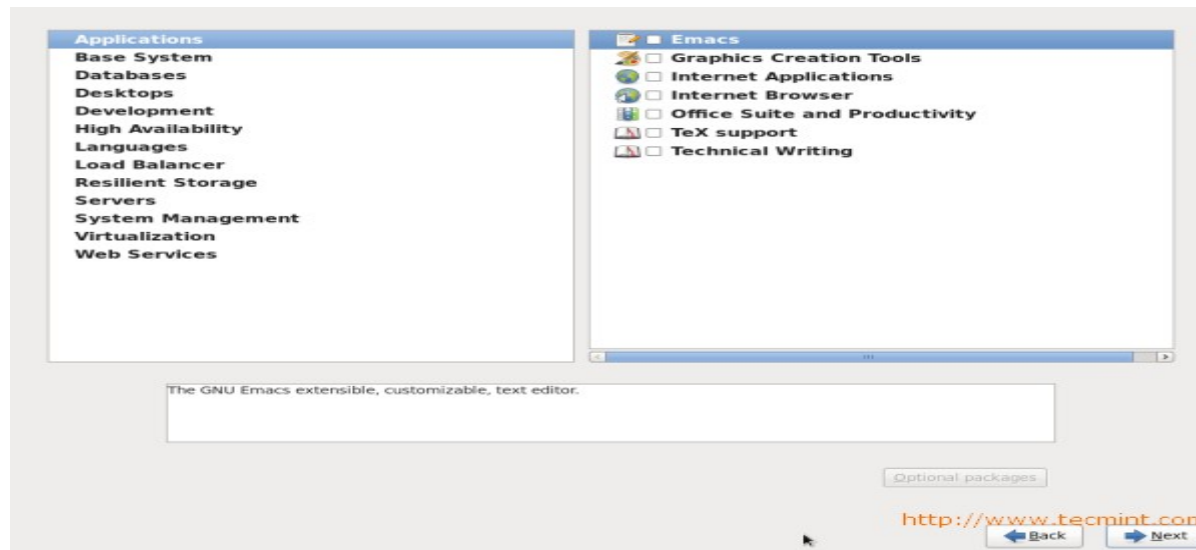 Applications
Base System
Databases
Desktops
Development
High Availability
Languages
Load Balancer
Resilient Storage
Servers
System Management
Virtualization
Web Services
Emacs
Graphics Creation Tools
Internet Applications
Internet Browser
Office Suite and Productivity
TeX support
Technical Writing
The GNU Emacs extensible, customizable, text editor.
Optional packages
http://www.tecmint.com
Back
Next